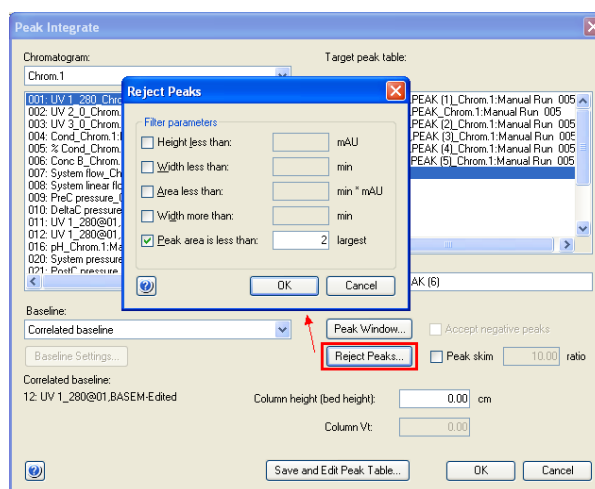 Peak Integrate
Chromatogram:
Target peak table:
Chrom.1
001: UV 1_280_Chro
002: UV 2_0_Chrom.
003: UV 3_0_Chrom.
004: Cond_Chrom.1:
005: % Cond_Chrom.
006: Conc B_Chrom.
007: System flow_Ch
008: System linear flo
009: PreC pressure_
010: DeltaC pressure
011: UV 1_280@01,
012: UV 1_280@01,
016: pH_Chrom.1:Ma
020: System pressure
021: PostC pressure
PEAK (1)_Chrom.1:Manual Run 005
PEAK_Chrom.1:Manual Run 005
PEAK (2)_Chrom.1:Manual Run 005
PEAK (3)_Chrom.1:Manual Run 005
PEAK (4)_Chrom.1:Manual Run 005
PEAK (5)_Chrom.1:Manual Run 005
AK (6)
Reject Peaks
Filter parameters
Height less than: mAU
Width less than: min
Area less than: min * mAU
Width more than: min
Peak area is less than: 2 largest
OK Cancel
Baseline:
Correlated baseline
Peak Window...
Accept negative peaks
Baseline Settings...
Reject Peaks...
Peak skim 10.00 ratio
Correlated baseline:
12: UV 1_280@01,BASEM-Edited
Column height (bed height): 0.00 cm
Column Vt: 0.00
Save and Edit Peak Table... OK Cancel